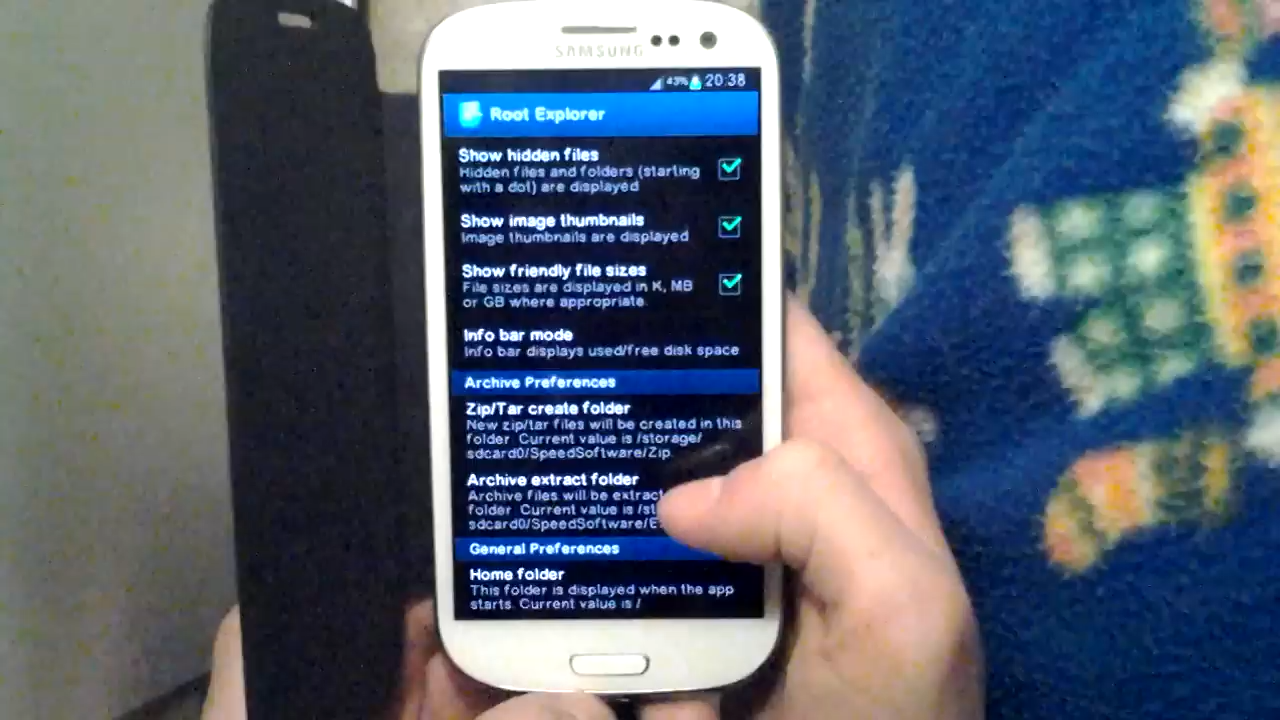 SAMSUNG
43% 20:38
Root Explorer
Show hidden files
Hidden files and folders (starting
with a dot) are displayed
Show image thumbnails
Image thumbnails are displayed
Show friendly file sizes
File sizes are displayed in K, MB
or GB where appropriate.
Info bar mode
Info bar displays used/free disk space
Archive Preferences
Zip/Tar create folder
New zip/tar files will be created in this
folder. Current value is /storage/
sdcard0/SpeedSoftware/Zip.
Archive extract folder
Archive files will be extract
folder. Current value is /st
sdcard0/SpeedSoftware/E
General Preferences
Home folder
This folder is displayed when the app
starts. Current value is /